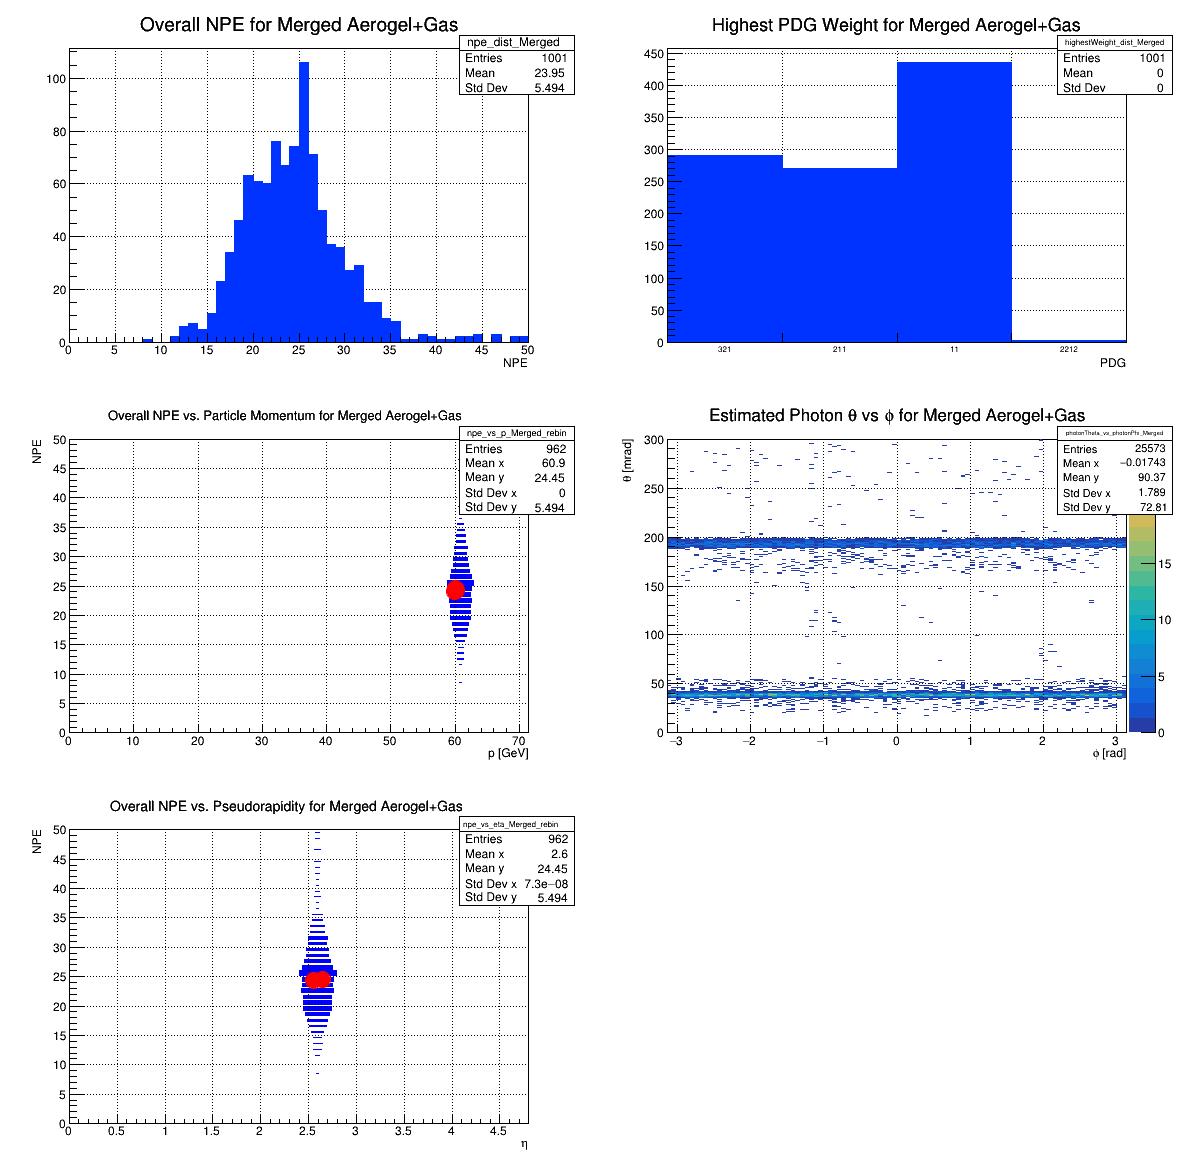 Overall NPE for Merged Aerogel+Gas
npe_dist_Merged
Entries 1001
Mean 23.95
Std Dev 5.494
100
80
60
40
20
0
0 5 10 15 20 25 30 35 40 45 50
NPE
Highest PDG Weight for Merged Aerogel+Gas
highestWeight_dist_Merged
Entries 1001
Mean 0
Std Dev 0
450
400
350
300
250
200
150
100
50
0
321 211 11 2212
PDG
Overall NPE vs. Particle Momentum for Merged Aerogel+Gas
npe_vs_p_Merged_rebin
Entries 962
Mean x 60.9
Mean y 24.45
Std Dev x 0
Std Dev y 5.494
NPE
50
45
40
35
30
25
20
15
10
5
0
0 10 20 30 40 50 60 70
p [GeV]
Estimated Photon θ vs ϕ for Merged Aerogel+Gas
photonTheta_vs_photonPhi_Merged
Entries 25573
Mean x −0.01743
Mean y 90.37
Std Dev x 1.789
Std Dev y 72.81
θ [mrad]
300
250
200
150
100
50
0
−3 −2 −1 0 1 2 3
ϕ [rad]
15
10
5
0
Overall NPE vs. Pseudorapidity for Merged Aerogel+Gas
npe_vs_eta_Merged_rebin
Entries 962
Mean x 2.6
Mean y 24.45
Std Dev x 7.3e−08
Std Dev y 5.494
NPE
50
45
40
35
30
25
20
15
10
5
0
0 0.5 1 1.5 2 2.5 3 3.5 4 4.5
η